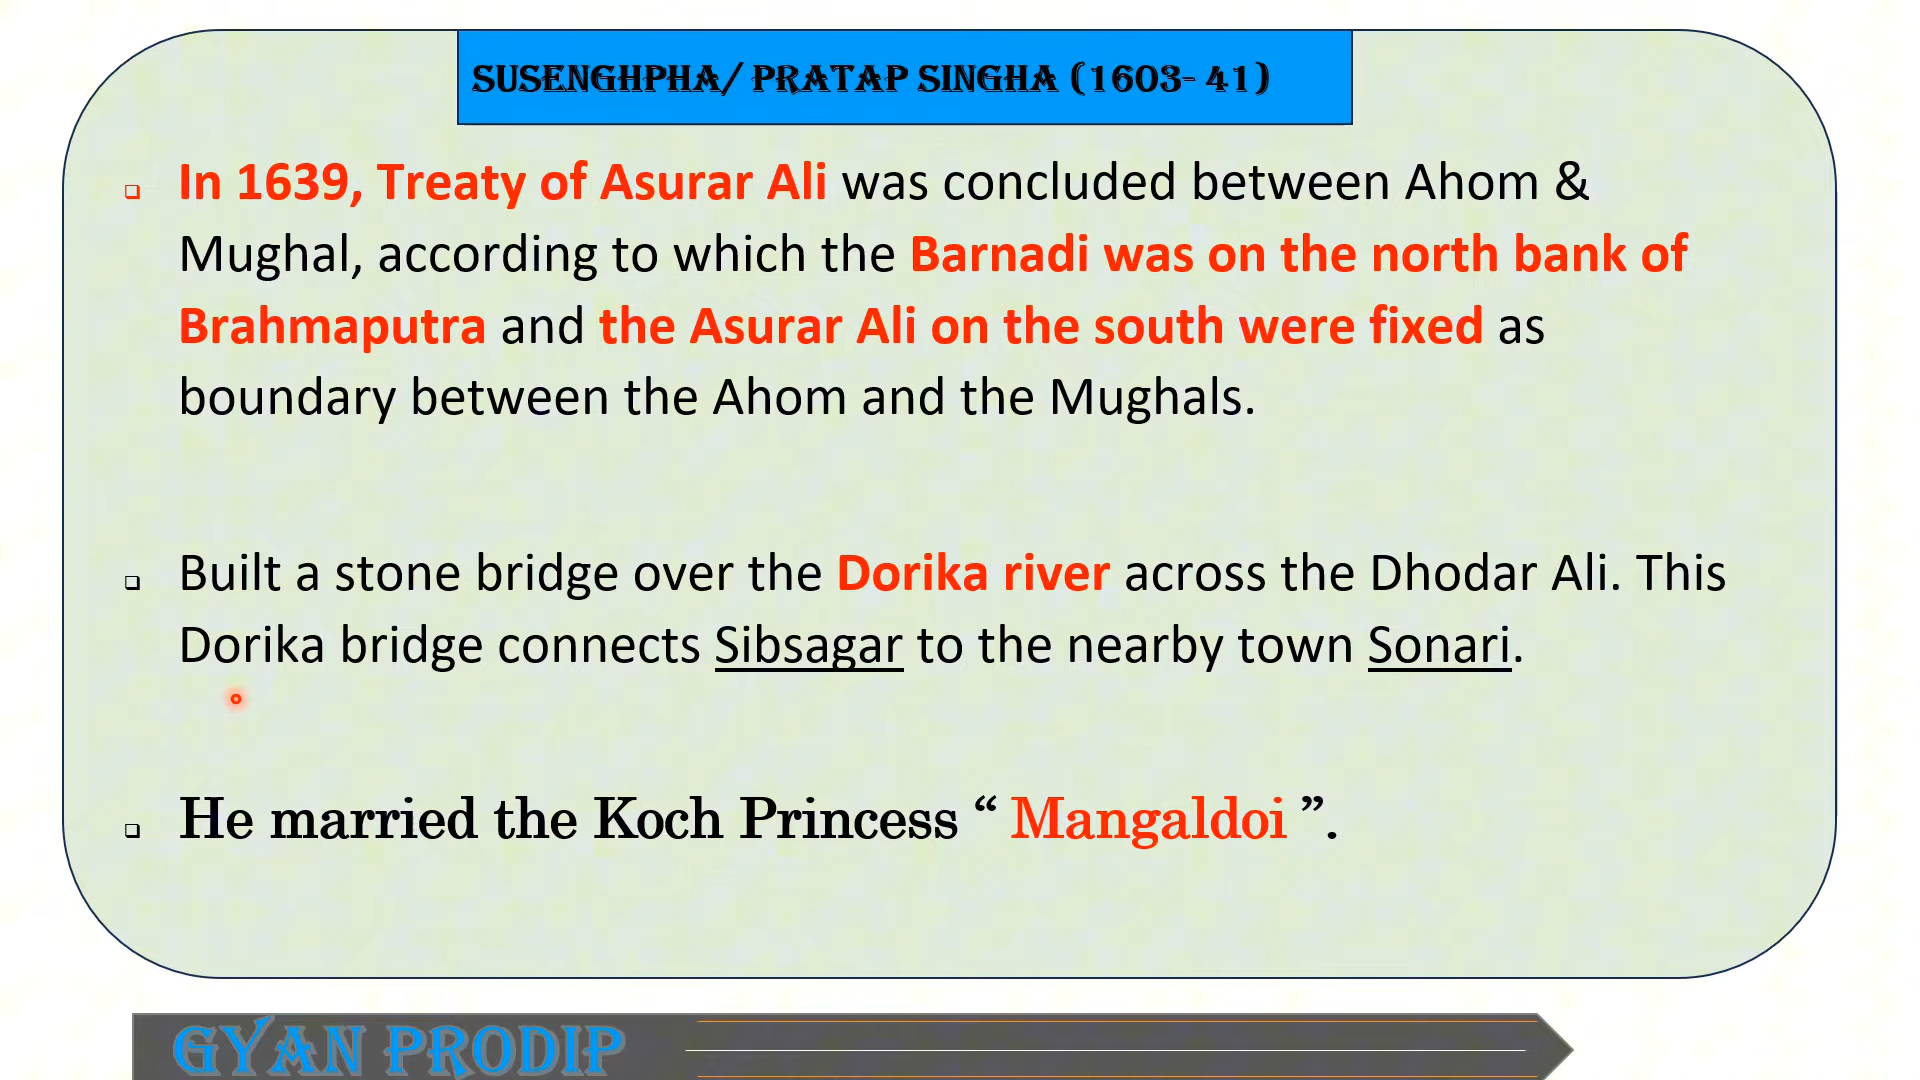 SUSENGHPHA/ PRATAP SINGHA (1603- 41)
In 1639, Treaty of Asurar Ali was concluded between Ahom &
Mughal, according to which the Barnadi was on the north bank of
Brahmaputra and the Asurar Ali on the south were fixed as
boundary between the Ahom and the Mughals.
Built a stone bridge over the Dorika river across the Dhodar Ali. This
Dorika bridge connects Sibsagar to the nearby town Sonari.
He married the Koch Princess “ Mangaldoi ”.
GYAN PRODIP